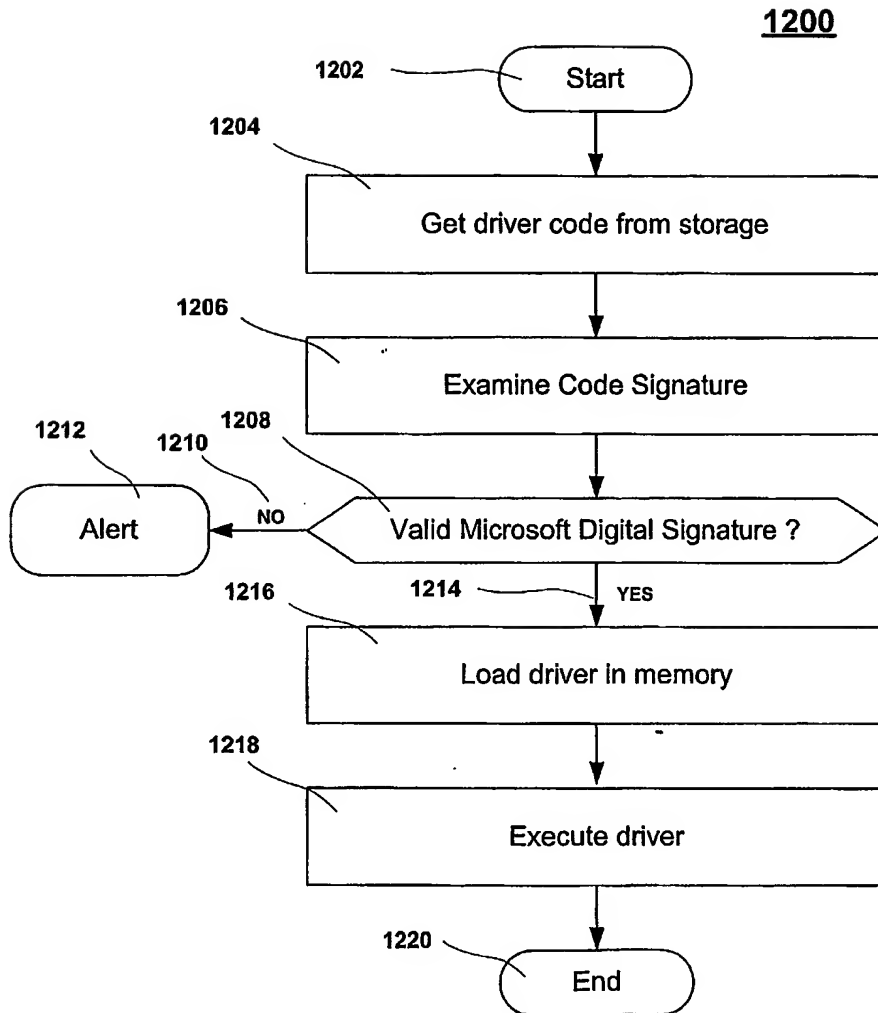 1200
1202
Start
1204
Get driver code from storage
1206
Examine Code Signature
1208
1210
1212
NO
Alert
Valid Microsoft Digital Signature ?
1214
YES
1216
Load driver in memory
1218
Execute driver
1220
End